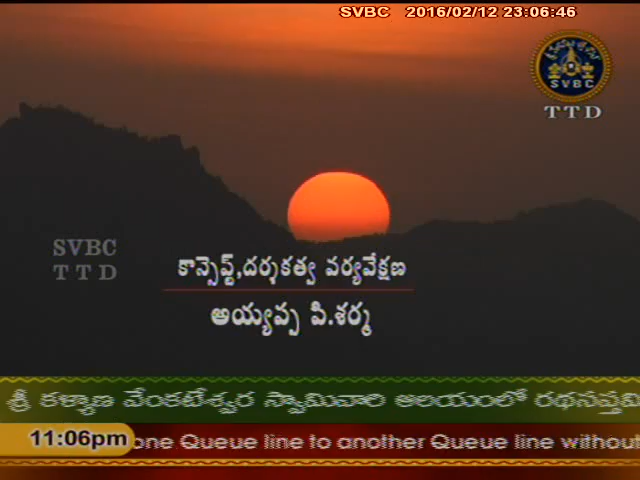 SVBC 2016/02/12 23:06:46
SVBC
TTD
SVBC
TTD
కాన్సెప్ట్,దర్శకత్వ పర్యవేక్షణ
అయ్యప్ప పి.శర్మ
శ్రీ కళ్యాణ వేంకటేశ్వర స్వామివారి ఆలయంలో రథసప్తమి
11:06pm one Queue line to another Queue line without